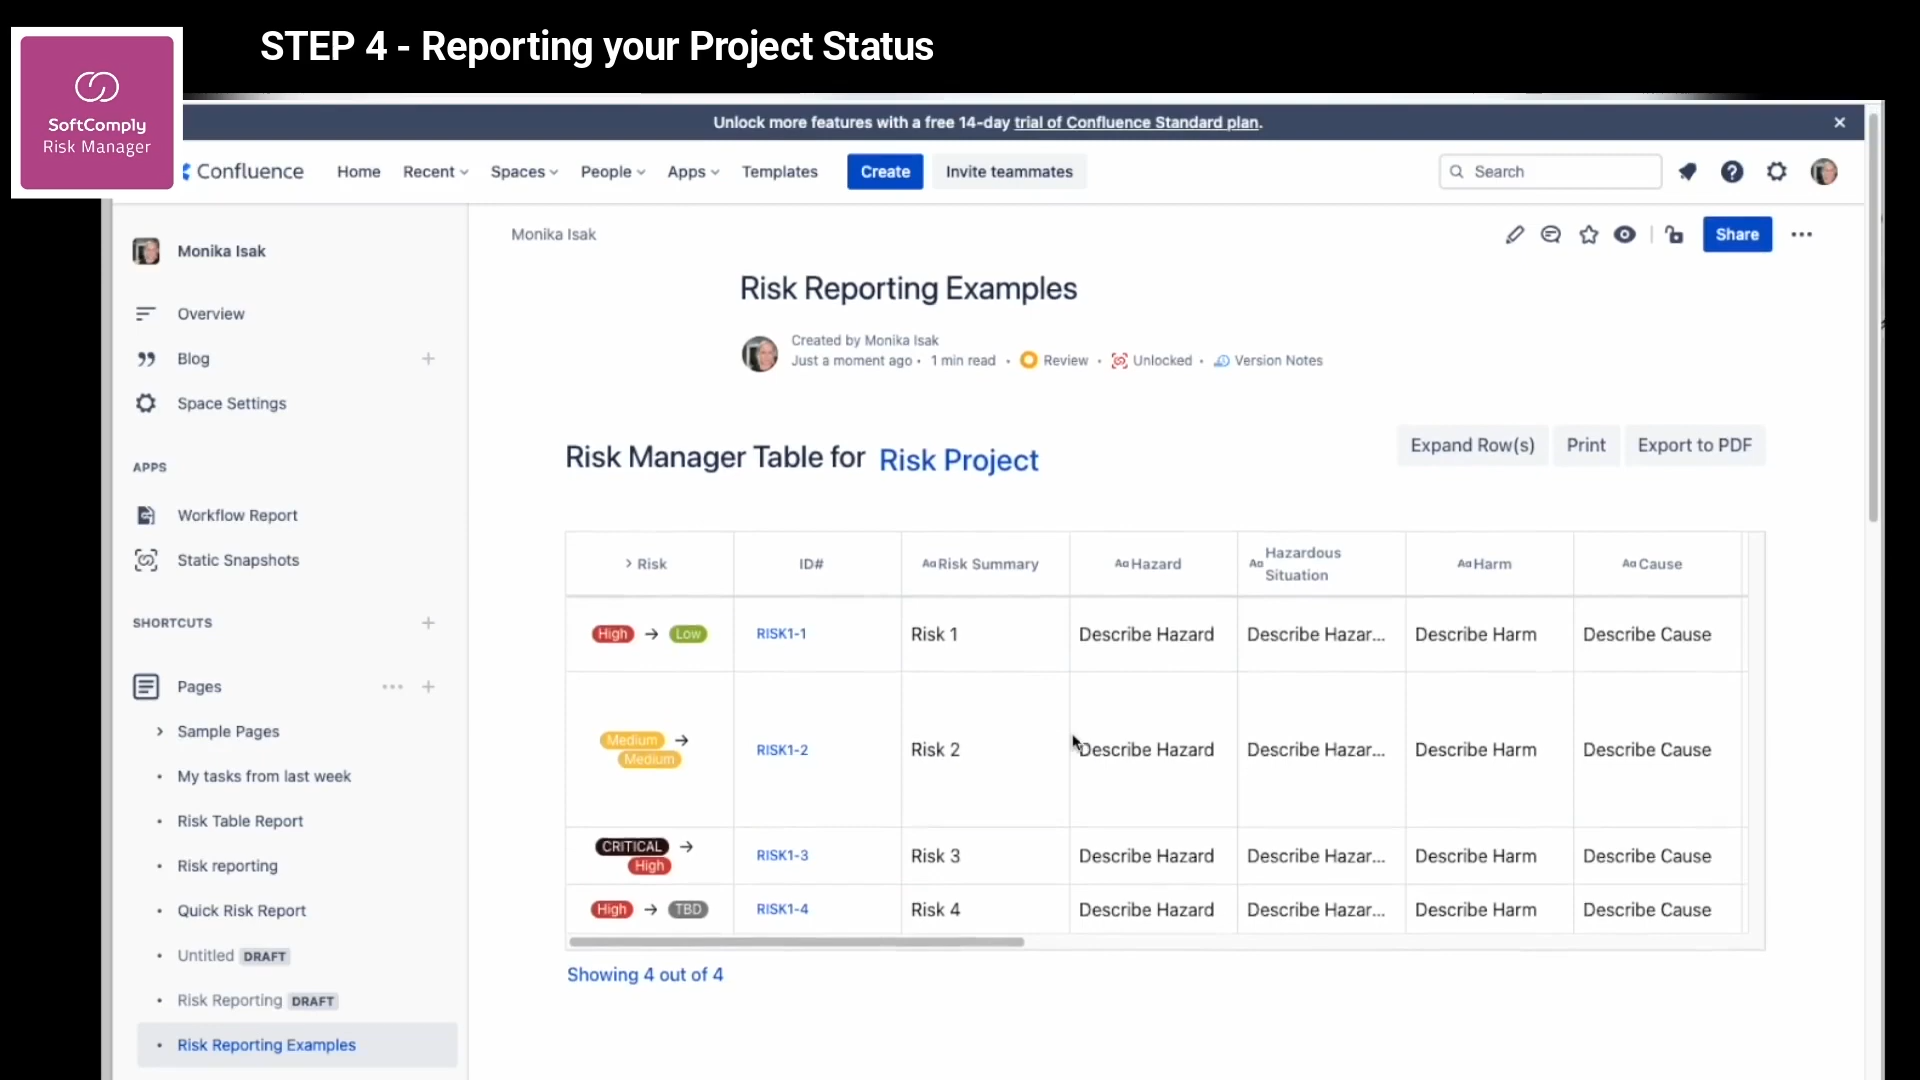 STEP 4 - Reporting your Project Status
SoftComply
Risk Manager
Unlock more features with a free 14-day trial of Confluence Standard plan.
Confluence Home Recent Spaces People Apps Templates Create Invite teammates Search
Monika Isak
Overview
Blog
Space Settings
APPS
Workflow Report
Static Snapshots
SHORTCUTS
Pages
Sample Pages
My tasks from last week
Risk Table Report
Risk reporting
Quick Risk Report
Untitled DRAFT
Risk Reporting DRAFT
Risk Reporting Examples
Monika Isak
Share
Risk Reporting Examples
Created by Monika Isak
Just a moment ago • 1 min read • Review • Unlocked • Version Notes
Risk Manager Table for Risk Project
Expand Row(s) Print Export to PDF
Risk ID# Aa Risk Summary Aa Hazard Aa Hazardous Situation Aa Harm Aa Cause
High → Low RISK1-1 Risk 1 Describe Hazard Describe Hazar... Describe Harm Describe Cause
Medium → Medium RISK1-2 Risk 2 Describe Hazard Describe Hazar... Describe Harm Describe Cause
CRITICAL → High RISK1-3 Risk 3 Describe Hazard Describe Hazar... Describe Harm Describe Cause
High → TBD RISK1-4 Risk 4 Describe Hazard Describe Hazar... Describe Harm Describe Cause
Showing 4 out of 4